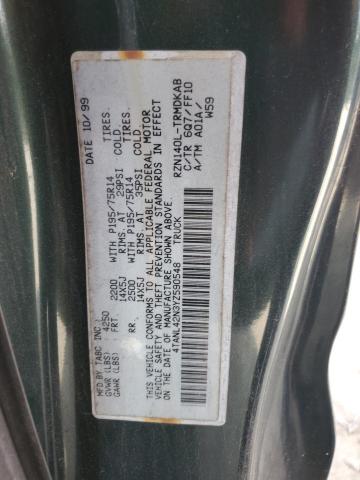 MFD BY TABC INC. DATE 10/99
GVWR (LBS) 4250
GAWR (LBS) FRT 2200 WITH P195/75R14 TIRES.
14X5J RIMS. AT 29PSI COLD
RR 2500 WITH P195/75R14 TIRES.
14X5J RIMS. AT 35PSI COLD.
THIS VEHICLE CONFORMS TO ALL APPLICABLE FEDERAL MOTOR
VEHICLE SAFETY AND THEFT PREVENTION STANDARDS IN EFFECT
ON THE DATE OF MANUFACTURE SHOWN ABOVE.
4TANL42N3YZ590548 TRUCK
RZN140L-TRMDKAB
C/TR 6Q7/FF10
A/TM A01A/
W59